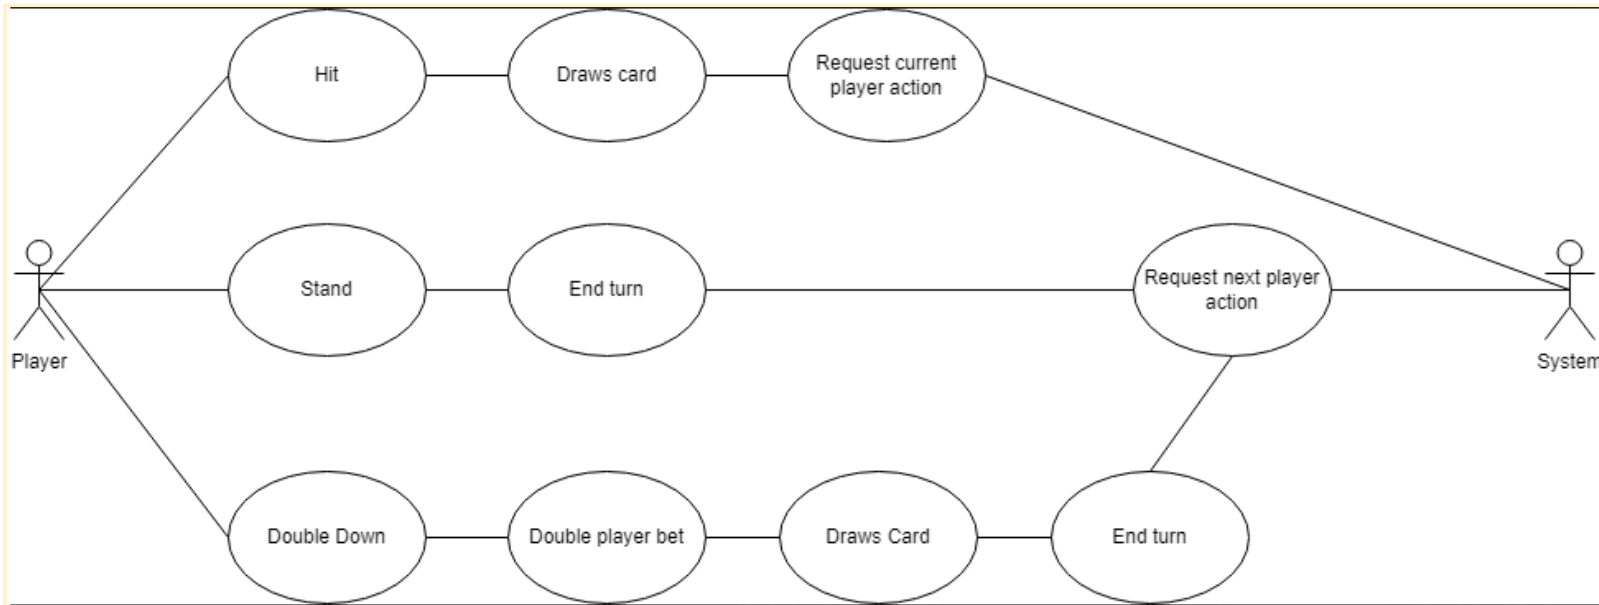 Hit
Draws card
Request current
player action
Stand
End turn
Request next player
action
Player
System
Double Down
Double player bet
Draws Card
End turn